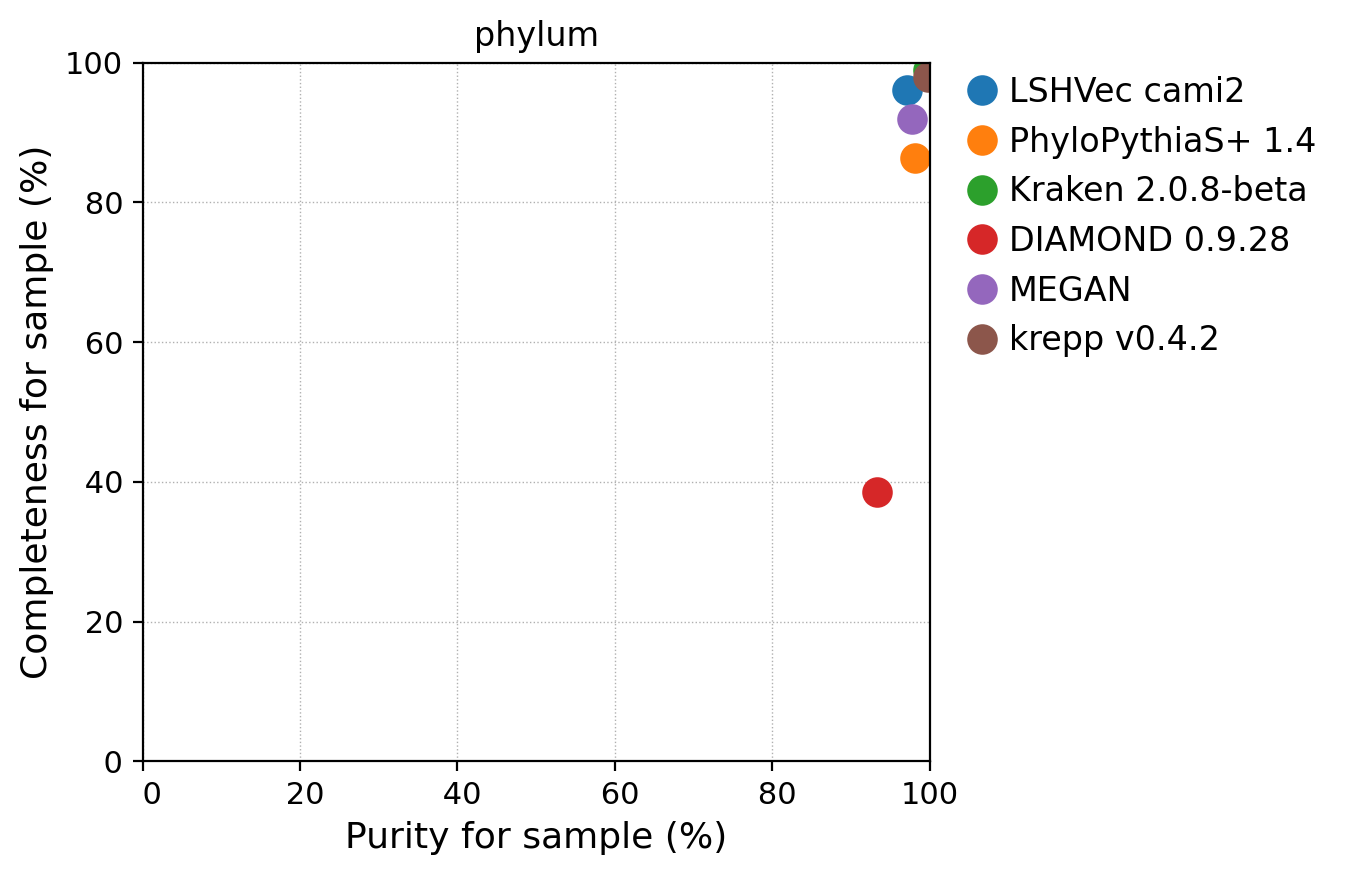 phylum
100
80
60
40
20
0
Completeness for sample (%)
0 20 40 60 80 100
Purity for sample (%)
LSHVec cami2
PhyloPythiaS+ 1.4
Kraken 2.0.8-beta
DIAMOND 0.9.28
MEGAN
krepp v0.4.2